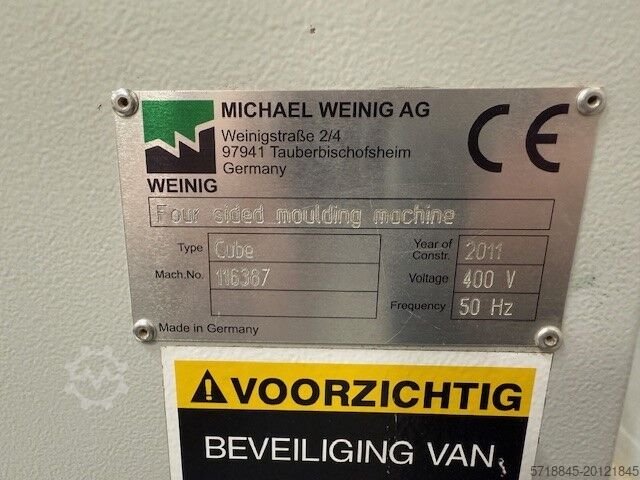 MICHAEL WEINIG AG
Weinigstraße 2/4
97941 Tauberbischofsheim
Germany
WEINIG
CE
Four sided moulding machine
Type Cube
Mach.No. 116387
Year of Constr. 2011
Voltage 400 V
Frequency 50 Hz
Made in Germany
VOORZICHTIG
BEVEILIGING VAN
5718845-20121845